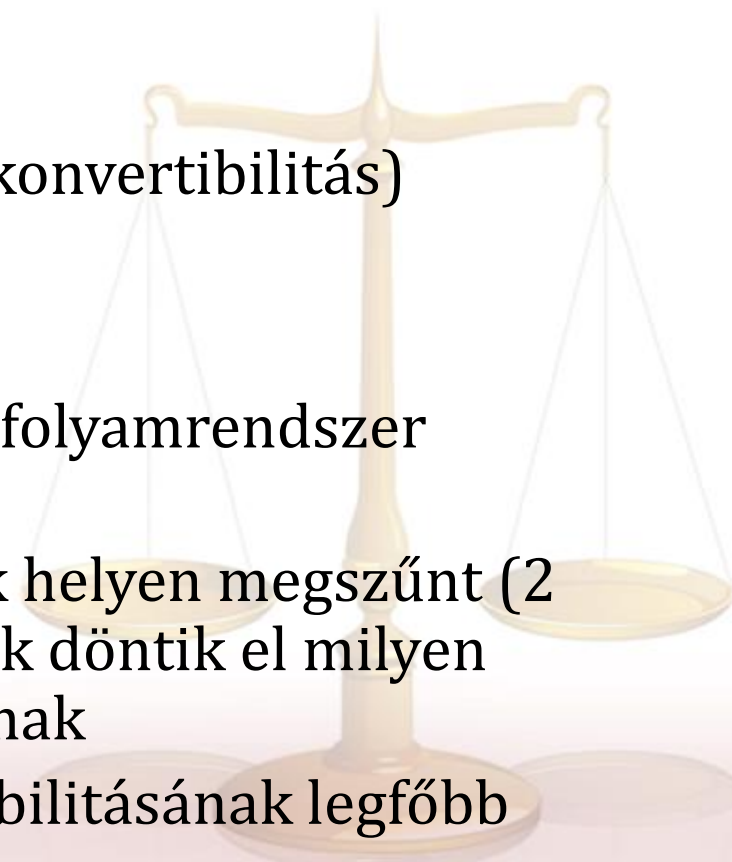 konvertibilitás)
folyamrendszer
k helyen megszűnt (2
k döntik el milyen
nak
bilitásának legfőbb